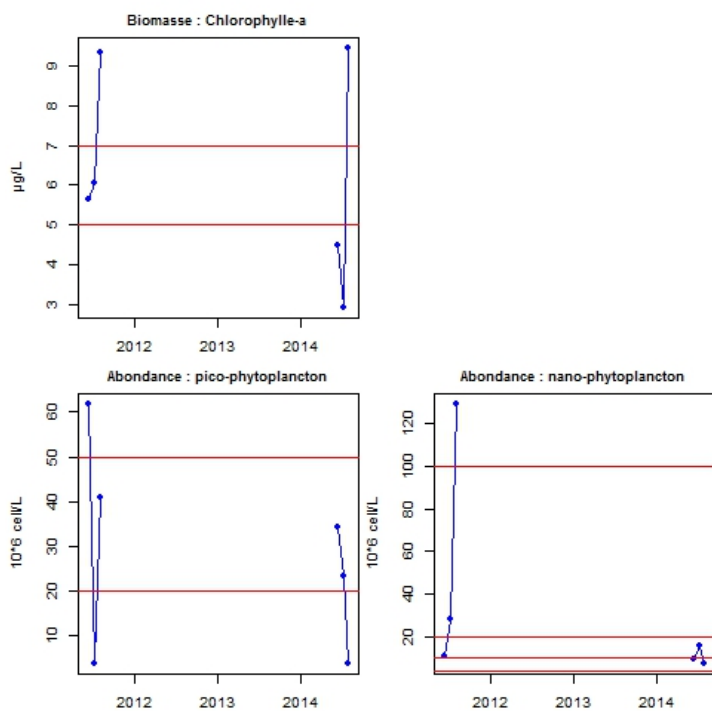 Biomasse : Chlorophylle-a
µg/L
9
8
7
6
5
4
3
2012 2013 2014
Abondance : pico-phytoplancton
10*6 cell/L
60
50
40
30
20
10
2012 2013 2014
Abondance : nano-phytoplancton
10*6 cell/L
120
100
80
60
40
20
2012 2013 2014